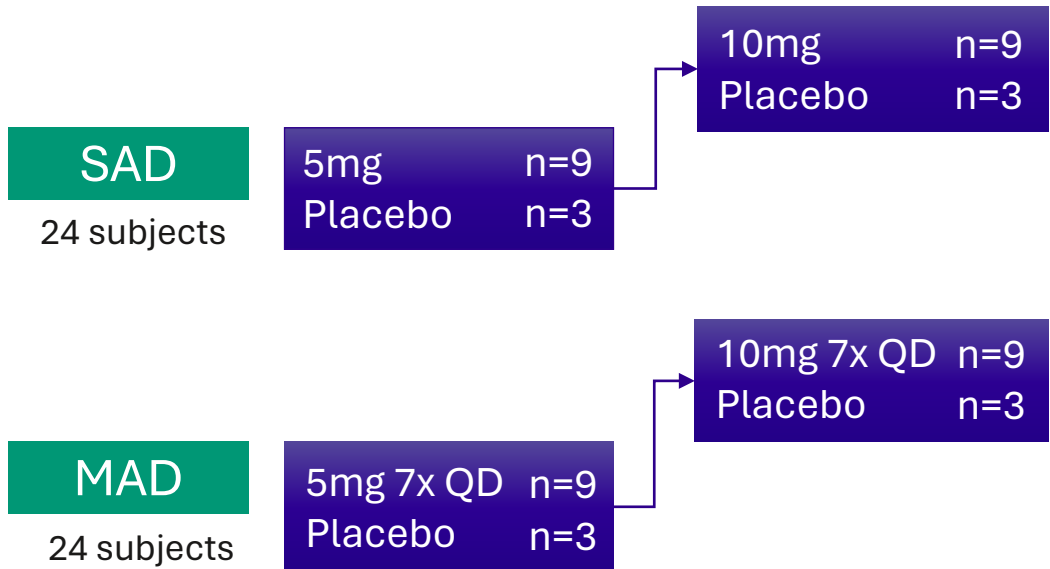 SAD
24 subjects
5mg n=9
Placebo n=3
10mg n=9
Placebo n=3
MAD
24 subjects
5mg 7x QD n=9
Placebo n=3
10mg 7x QD n=9
Placebo n=3